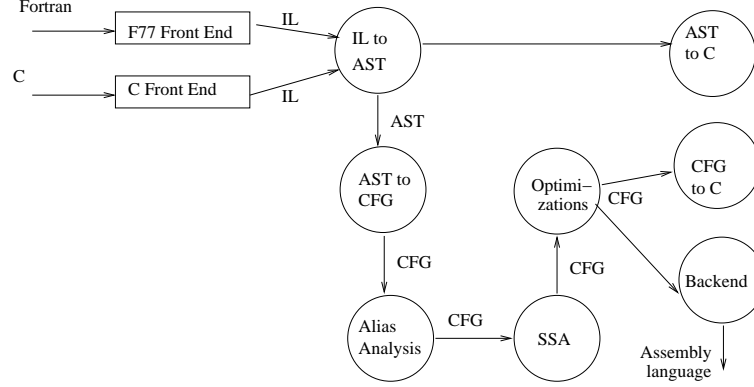 Fortran
F77 Front End
IL
IL to
AST
AST
to C
C
C Front End
IL
AST
AST to
CFG
Optimi–
zations
CFG
CFG
to C
CFG
CFG
Backend
Alias
Analysis
CFG
SSA
Assembly
language